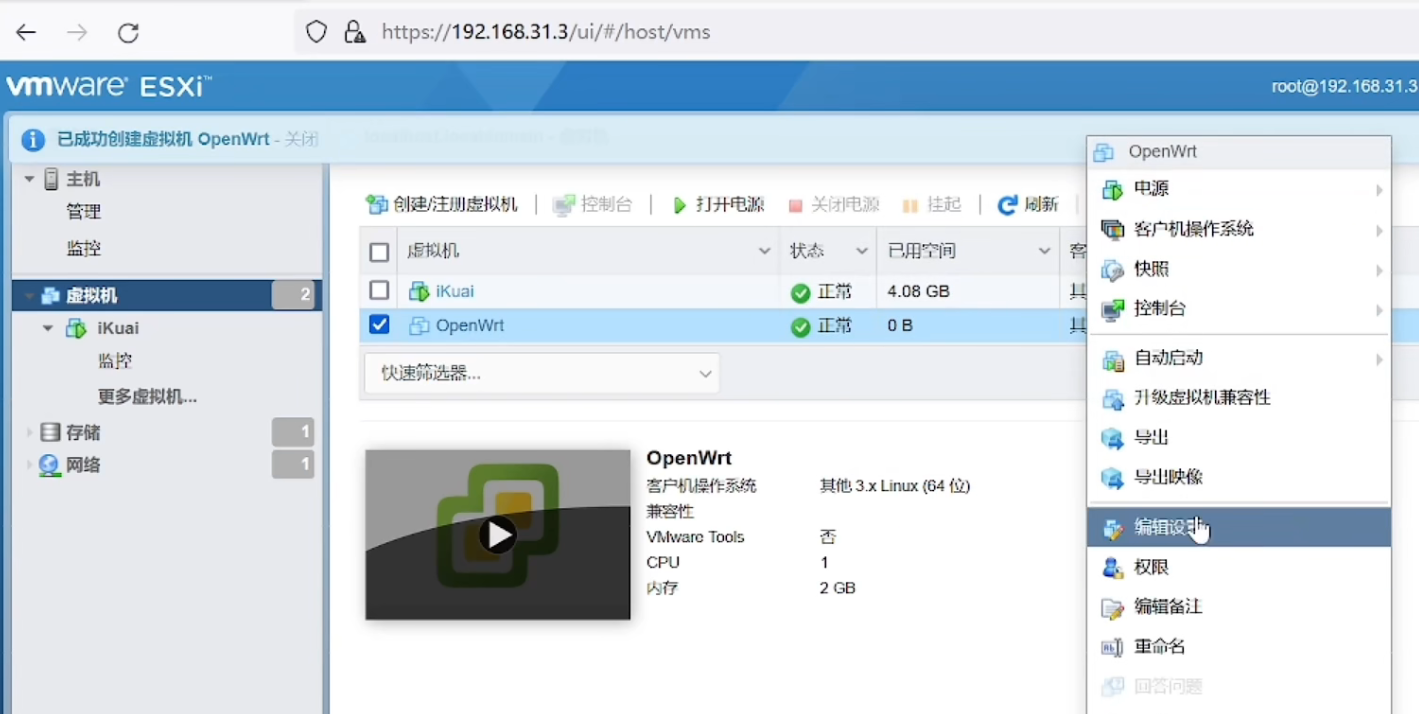 https://192.168.31.3/ui/#/host/vms
vmware® ESXi™
root@192.168.31.3
已成功创建虚拟机 OpenWrt - 关闭
主机
管理
监控
虚拟机 2
iKuai
监控
更多虚拟机...
存储 1
网络 1
创建/注册虚拟机 控制台 打开电源 关闭电源 挂起 刷新
虚拟机 状态 已用空间 客
iKuai 正常 4.08 GB 其
OpenWrt 正常 0 B 其
快速筛选器...
OpenWrt
客户机操作系统 其他 3.x Linux (64 位)
兼容性
VMware Tools 否
CPU 1
内存 2 GB
OpenWrt
电源
客户机操作系统
快照
控制台
自动启动
升级虚拟机兼容性
导出
导出映像
编辑设
权限
编辑备注
重命名
回答问题